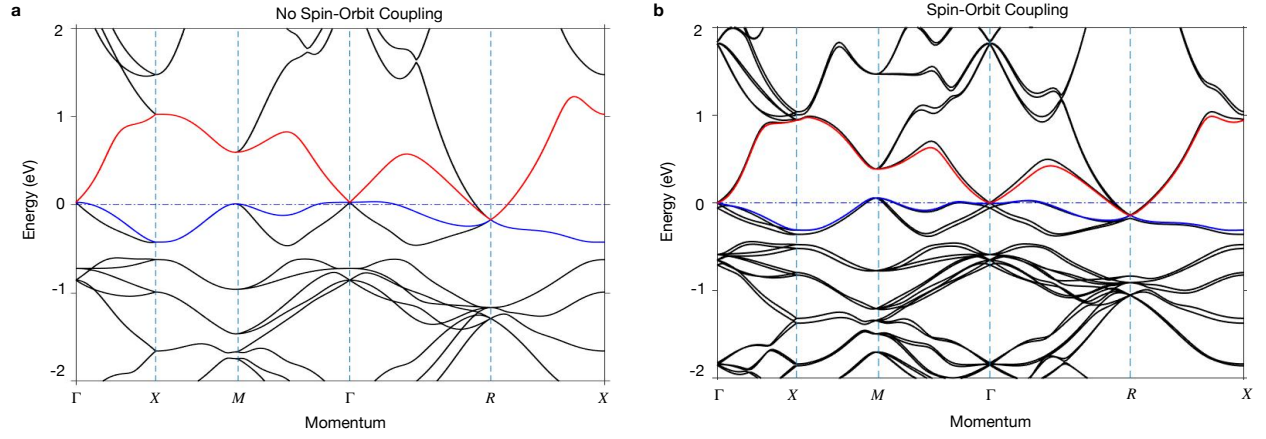 a
No Spin-Orbit Coupling
2
1
0
-1
-2
Energy (eV)
Γ X M Γ R X
Momentum
b
Spin-Orbit Coupling
2
1
0
-1
-2
Energy (eV)
Γ X M Γ R X
Momentum